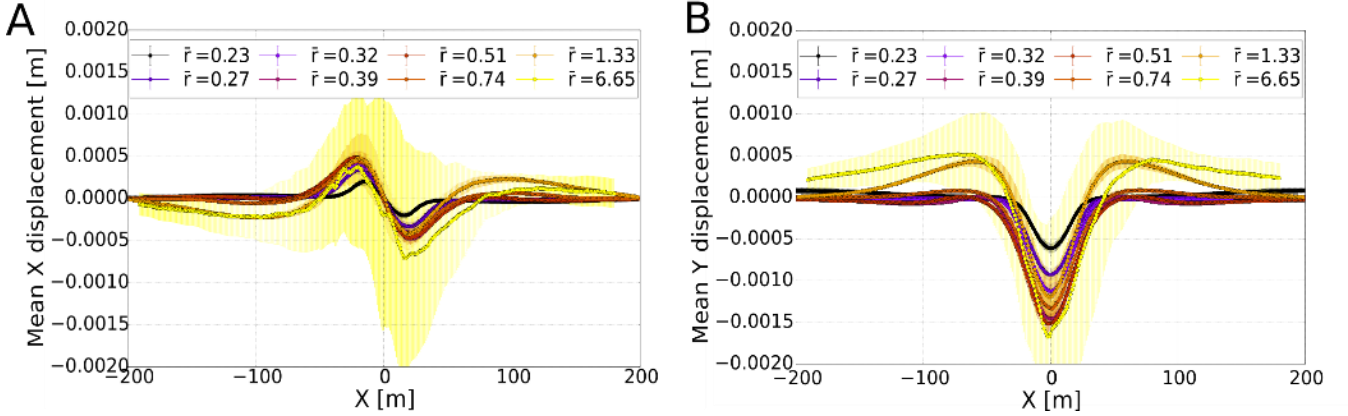 A
Mean X displacement [m]
0.0020
0.0015
0.0010
0.0005
0.0000
−0.0005
−0.0010
−0.0015
−0.0020
r̄ =0.23 r̄ =0.32 r̄ =0.51 r̄ =1.33
r̄ =0.27 r̄ =0.39 r̄ =0.74 r̄ =6.65
−200 −100 0 100 200
X [m]
B
Mean Y displacement [m]
0.0020
0.0015
0.0010
0.0005
0.0000
−0.0005
−0.0010
−0.0015
−0.0020
r̄ =0.23 r̄ =0.32 r̄ =0.51 r̄ =1.33
r̄ =0.27 r̄ =0.39 r̄ =0.74 r̄ =6.65
−200 −100 0 100 200
X [m]